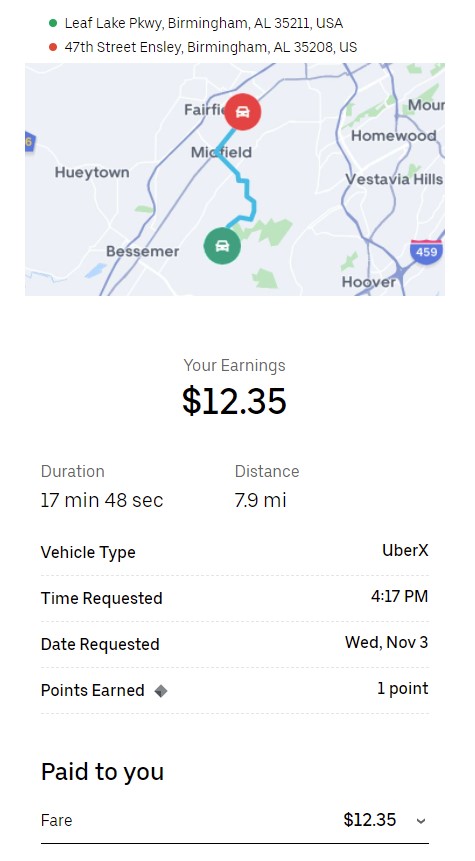 Leaf Lake Pkwy, Birmingham, AL 35211, USA
47th Street Ensley, Birmingham, AL 35208, US
Fairfie
Moun
Homewood
Midfield
Hueytown
Vestavia Hills
Bessemer
459
Hoover
Your Earnings
$12.35
Duration
Distance
17 min 48 sec
7.9 mi
Vehicle Type
UberX
Time Requested
4:17 PM
Date Requested
Wed, Nov 3
Points Earned
1 point
Paid to you
Fare
$12.35